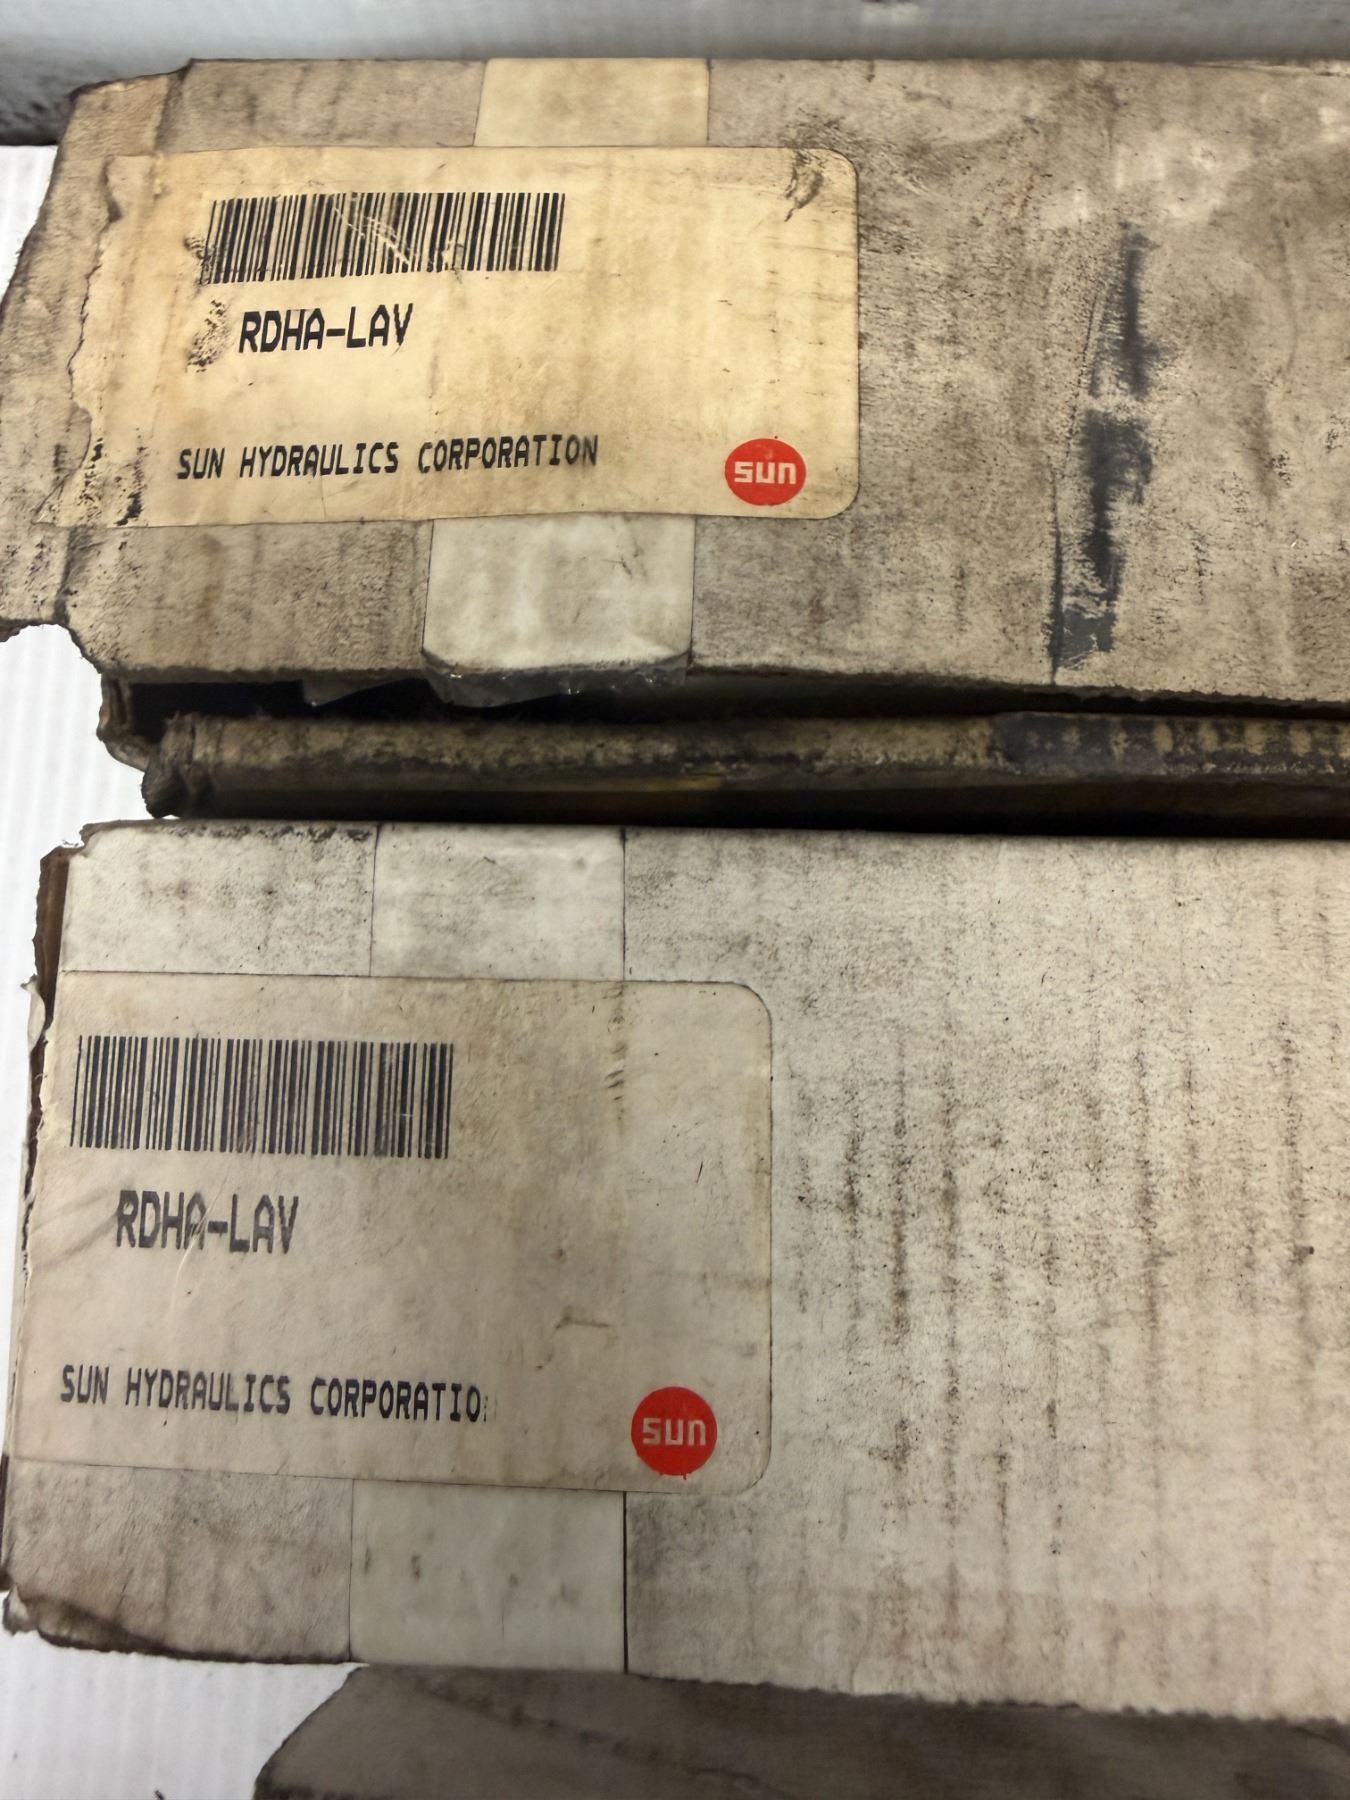 RDHA-LAV
SUN HYDRAULICS CORPORATION
sun
RDHA-LAV
SUN HYDRAULICS CORPORATIO
sun